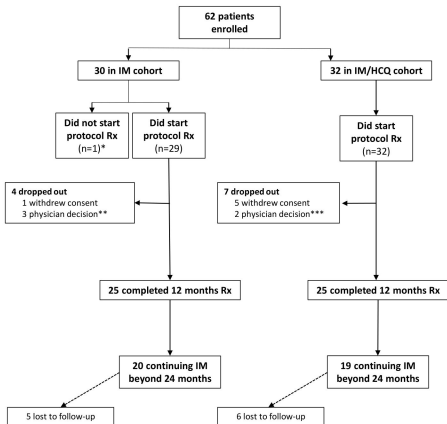 62 patients
enrolled
30 in IM cohort
32 in IM/HCQ cohort
Did not start
protocol Rx
(n=1)*
Did start
protocol Rx
(n=29)
Did start
protocol Rx
(n=32)
4 dropped out
1 withdrew consent
3 physician decision**
7 dropped out
5 withdrew consent
2 physician decision***
25 completed 12 months Rx
25 completed 12 months Rx
20 continuing IM
beyond 24 months
19 continuing IM
beyond 24 months
5 lost to follow-up
6 lost to follow-up